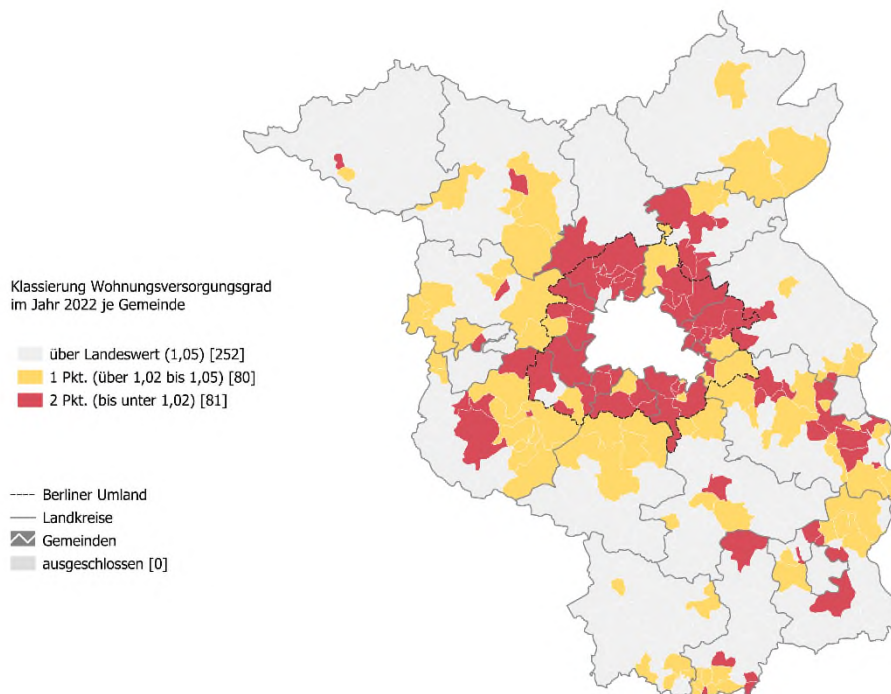 Klassierung Wohnungsversorgungsgrad
im Jahr 2022 je Gemeinde
über Landeswert (1,05) [252]
1 Pkt. (über 1,02 bis 1,05) [80]
2 Pkt. (bis unter 1,02) [81]
Berliner Umland
Landkreise
Gemeinden
ausgeschlossen [0]